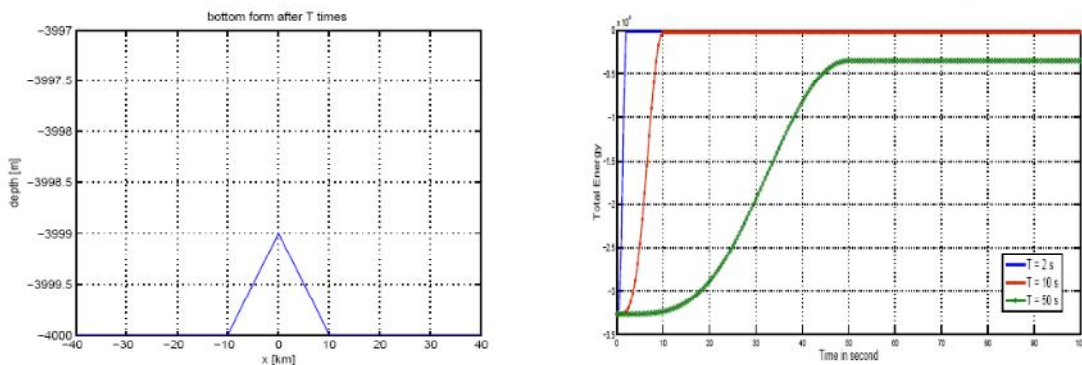 bottom form after T times
-3997
-3997.5
-3998
-3998.5
-3999
-3999.5
-4000
depth [m]
-40 -30 -20 -10 0 10 20 30 40
x [km]
0
-0.5
-1
-1.5
-2
-2.5
-3
-3.5
Total Energy
T = 2 s
T = 10 s
T = 50 s
0 10 20 30 40 50 60 70 80 90 100
Time in second